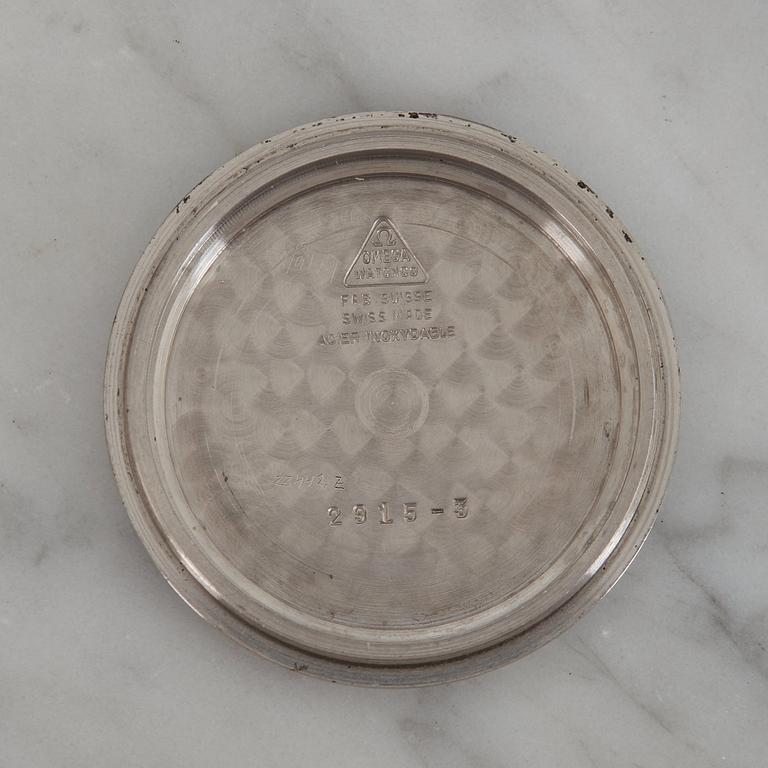 Ω
OMEGA
WATCHES
FAB. SUISSE
SWISS MADE
ACIER INOXYDABLE
2915-3